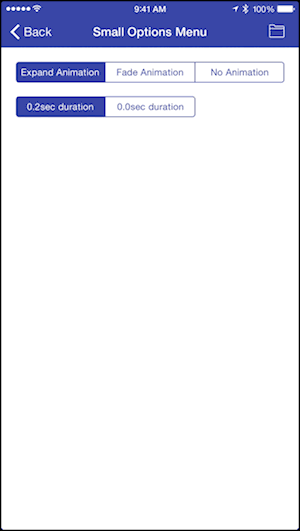 9:41 AM 100%
Back Small Options Menu
Expand Animation Fade Animation No Animation
0.2sec duration 0.0sec duration